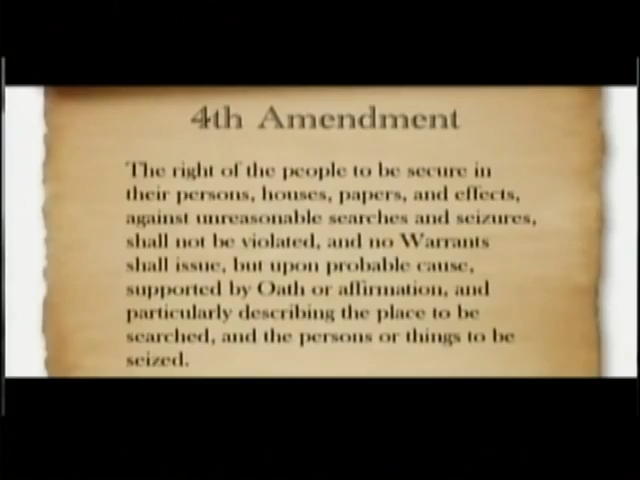 4th Amendment
The right of the people to be secure in
their persons, houses, papers, and effects,
against unreasonable searches and seizures,
shall not be violated, and no Warrants
shall issue, but upon probable cause,
supported by Oath or affirmation, and
particularly describing the place to be
searched, and the persons or things to be
seized.